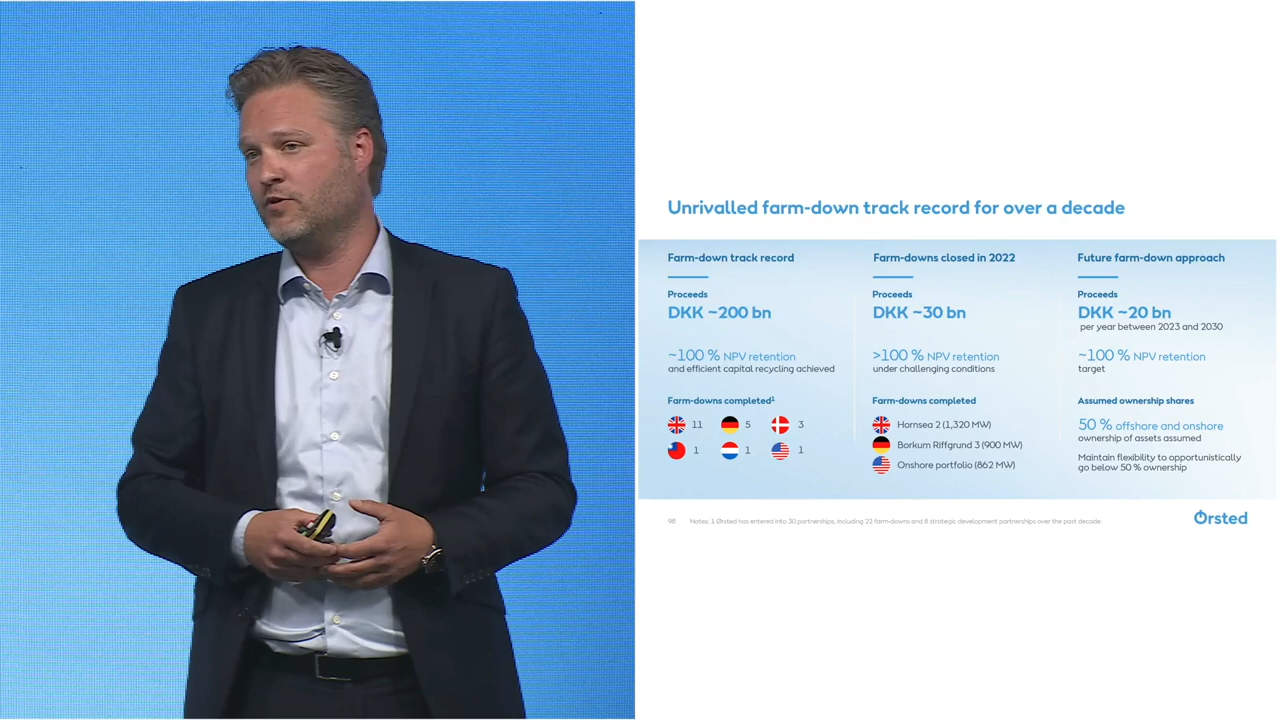 Unrivalled farm-down track record for over a decade
Farm-down track record
Proceeds
DKK ~200 bn
~100 % NPV retention
and efficient capital recycling achieved
Farm-downs completed¹
11
5
3
1
1
1
Farm-downs closed in 2022
Proceeds
DKK ~30 bn
>100 % NPV retention
under challenging conditions
Farm-downs completed
Hornsea 2 (1,320 MW)
Borkum Riffgrund 3 (900 MW)
Onshore portfolio (862 MW)
Future farm-down approach
Proceeds
DKK ~20 bn
per year between 2023 and 2030
~100 % NPV retention
target
Assumed ownership shares
50 % offshore and onshore
ownership of assets assumed
Maintain flexibility to opportunistically
go below 50 % ownership
98
Notes: 1 Ørsted has entered into 30 partnerships, including 22 farm-downs and 8 strategic development partnerships over the past decade
Ørsted